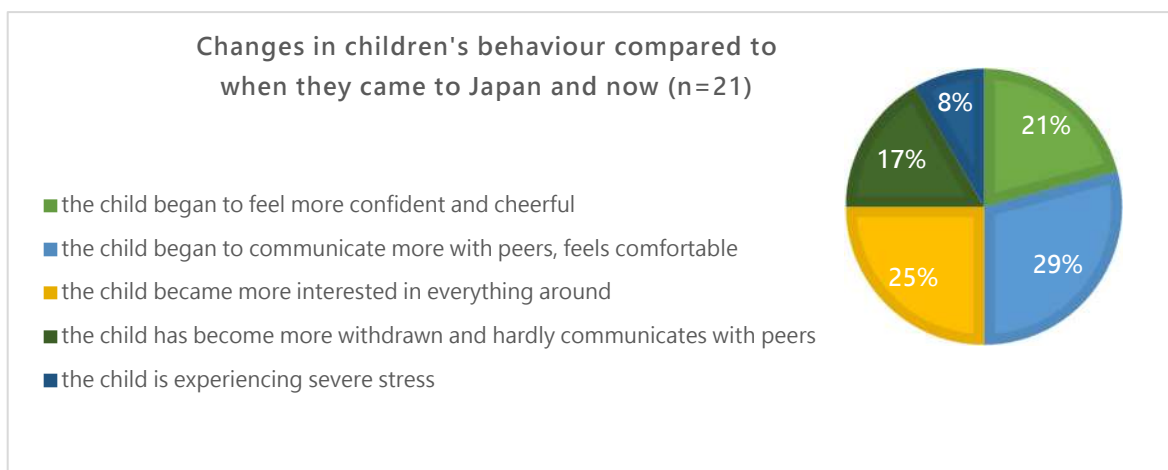 Changes in children's behaviour compared to
when they came to Japan and now (n=21)
the child began to feel more confident and cheerful
the child began to communicate more with peers, feels comfortable
the child became more interested in everything around
the child has become more withdrawn and hardly communicates with peers
the child is experiencing severe stress
8%
21%
17%
25%
29%